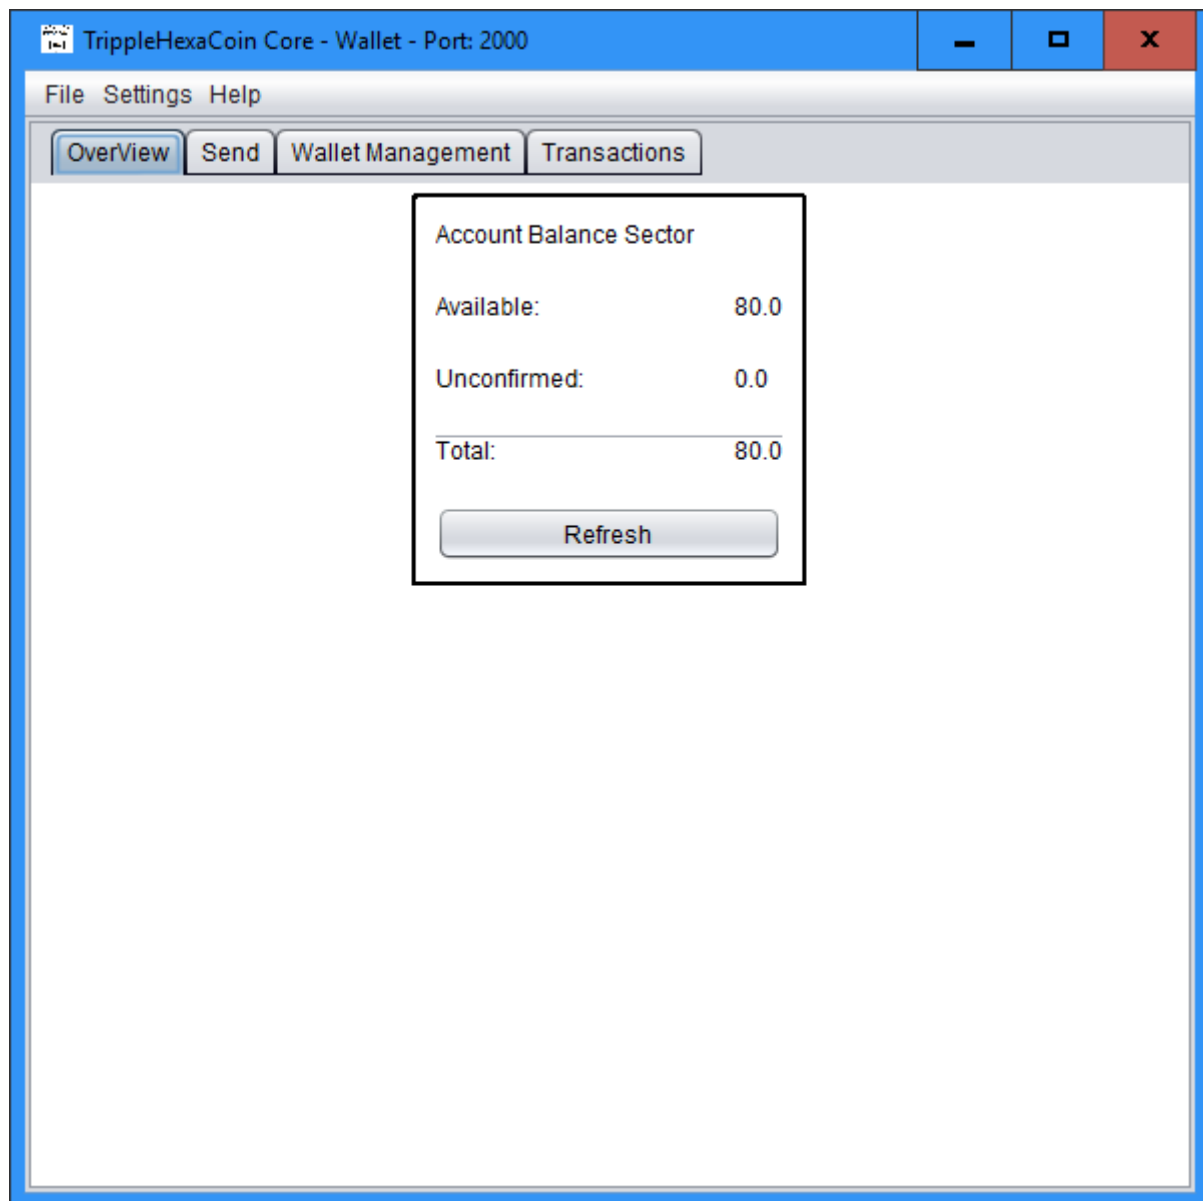 TrippleHexaCoin Core - Wallet - Port: 2000
File Settings Help
OverView Send Wallet Management Transactions
Account Balance Sector
Available: 80.0
Unconfirmed: 0.0
Total: 80.0
Refresh